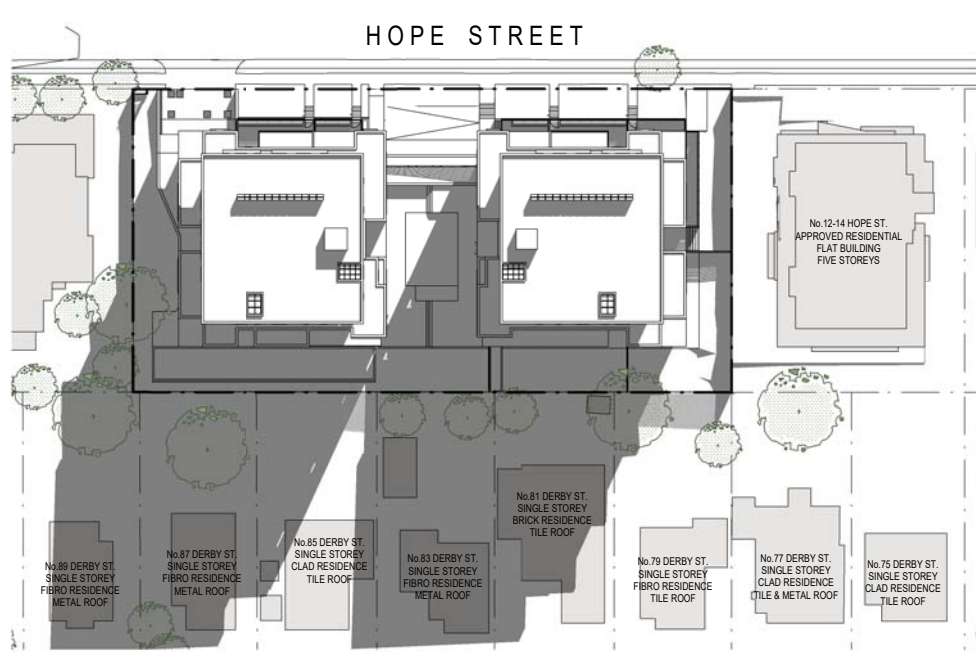 HOPE STREET
No.12-14 HOPE ST.
APPROVED RESIDENTIAL
FLAT BUILDING
FIVE STOREYS
No.89 DERBY ST.
SINGLE STOREY
FIBRO RESIDENCE
METAL ROOF
No.87 DERBY ST.
SINGLE STOREY
FIBRO RESIDENCE
METAL ROOF
No.85 DERBY ST.
SINGLE STOREY
CLAD RESIDENCE
TILE ROOF
No.83 DERBY ST.
SINGLE STOREY
FIBRO RESIDENCE
METAL ROOF
No.81 DERBY ST.
SINGLE STOREY
BRICK RESIDENCE
TILE ROOF
No.79 DERBY ST.
SINGLE STOREY
FIBRO RESIDENCE
TILE ROOF
No.77 DERBY ST.
SINGLE STOREY
CLAD RESIDENCE
TILE & METAL ROOF
No.75 DERBY ST.
SINGLE STOREY
CLAD RESIDENCE
TILE ROOF